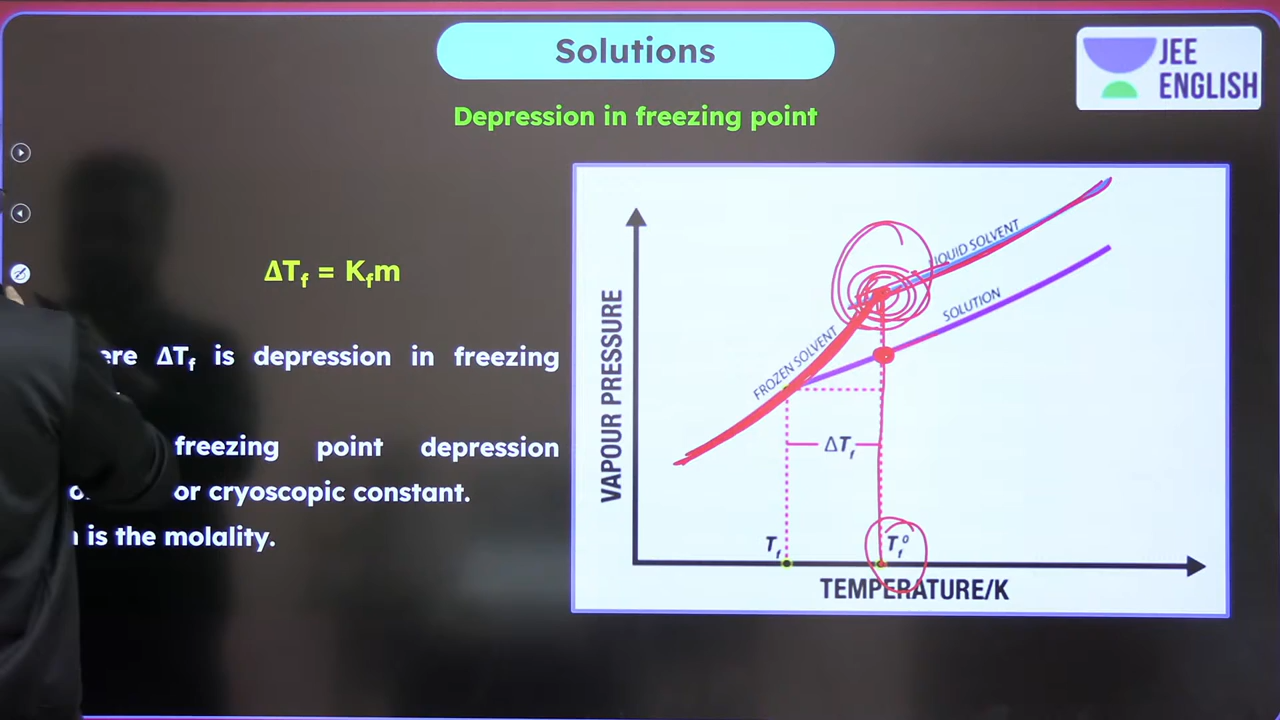 Solutions
JEE
ENGLISH
Depression in freezing point
ΔTf = Kfm
ere ΔTf is depression in freezing
freezing point depression
or cryoscopic constant.
is the molality.
VAPOUR PRESSURE
FROZEN SOLVENT
LIQUID SOLVENT
SOLUTION
ΔTf
Tf
Tf°
TEMPERATURE/K